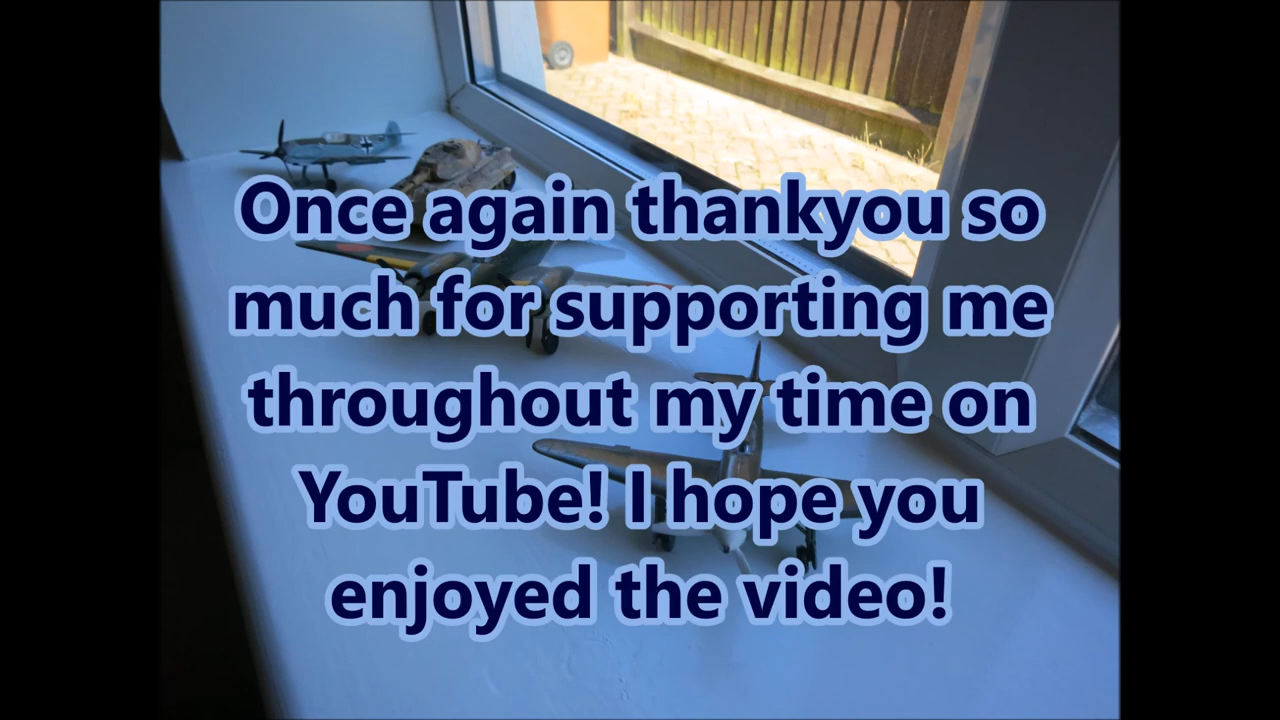 Once again thankyou so
much for supporting me
throughout my time on
YouTube! I hope you
enjoyed the video!